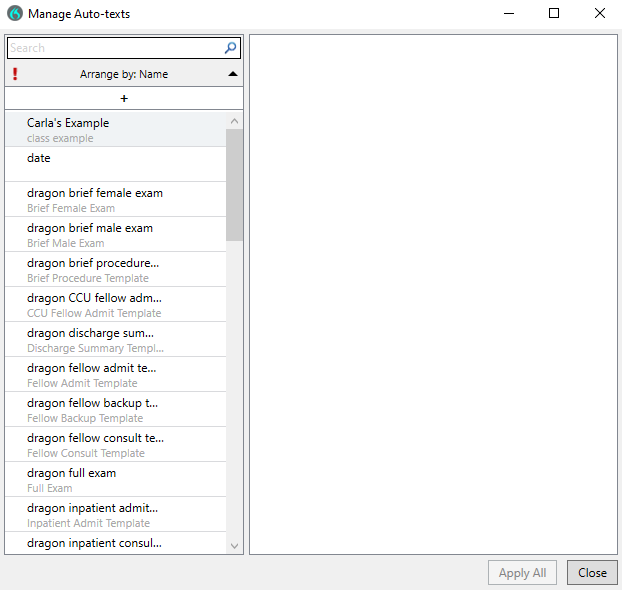 Manage Auto-texts
Search
Arrange by: Name
+
Carla's Example
class example
date
dragon brief female exam
Brief Female Exam
dragon brief male exam
Brief Male Exam
dragon brief procedure...
Brief Procedure Template
dragon CCU fellow adm...
CCU Fellow Admit Template
dragon discharge sum...
Discharge Summary Templ...
dragon fellow admit te...
Fellow Admit Template
dragon fellow backup t...
Fellow Backup Template
dragon fellow consult te...
Fellow Consult Template
dragon full exam
Full Exam
dragon inpatient admit...
Inpatient Admit Template
dragon inpatient consul...
Apply All
Close